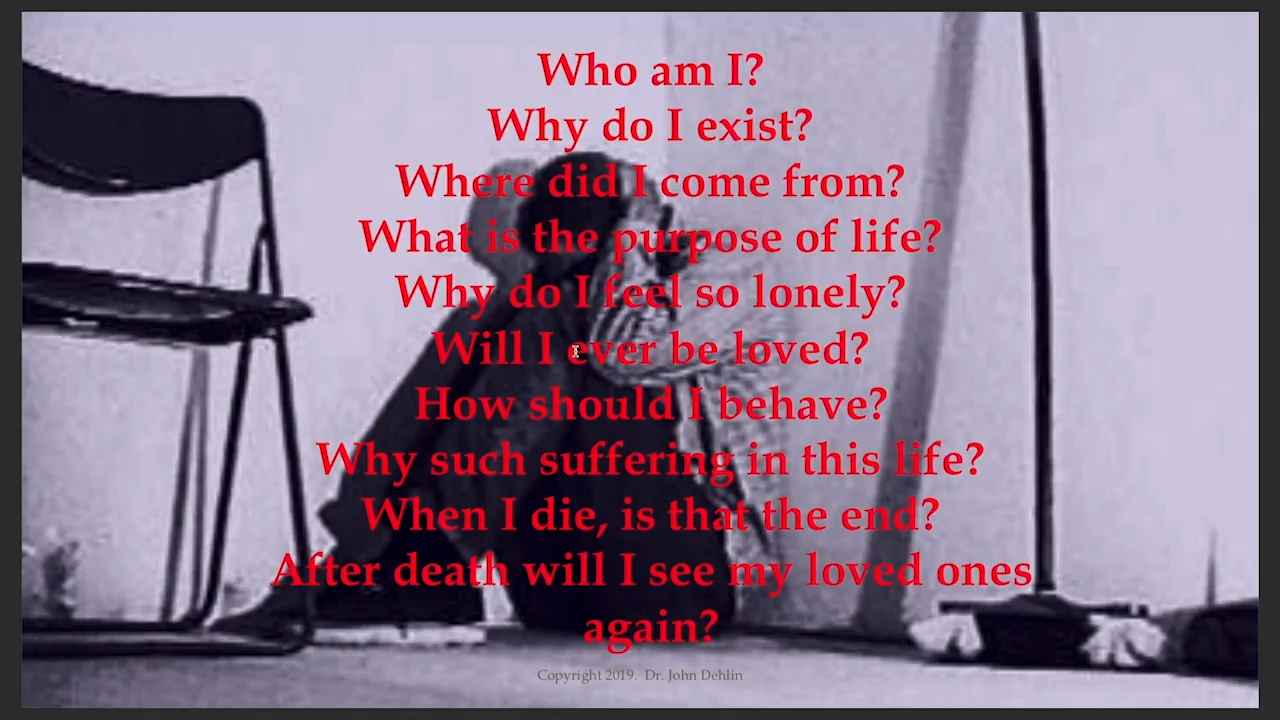 Who am I?
Why do I exist?
Where did I come from?
What is the purpose of life?
Why do I feel so lonely?
Will I ever be loved?
How should I behave?
Why such suffering in this life?
When I die, is that the end?
After death will I see my loved ones
again?
Copyright 2019.  Dr. John Dehlin